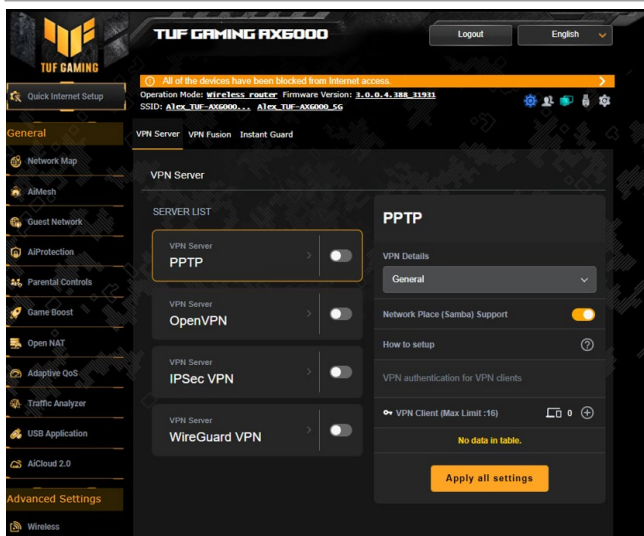 TUF GAMING
TUF GAMING AX6000
Logout
English
All of the devices have been blocked from Internet access.
Operation Mode: Wireless router Firmware Version: 3.0.0.4.388_31931
SSID: Alex_TUF-AX6000... Alex_TUF-AX6000_5G
Quick Internet Setup
General
Network Map
AiMesh
Guest Network
AiProtection
Parental Controls
Game Boost
Open NAT
Adaptive QoS
Traffic Analyzer
USB Application
AiCloud 2.0
Advanced Settings
Wireless
VPN Server VPN Fusion Instant Guard
VPN Server
SERVER LIST
VPN Server
PPTP
VPN Server
OpenVPN
VPN Server
IPSec VPN
VPN Server
WireGuard VPN
PPTP
VPN Details
General
Network Place (Samba) Support
How to setup
VPN authentication for VPN clients
VPN Client (Max Limit :16) 0
No data in table.
Apply all settings